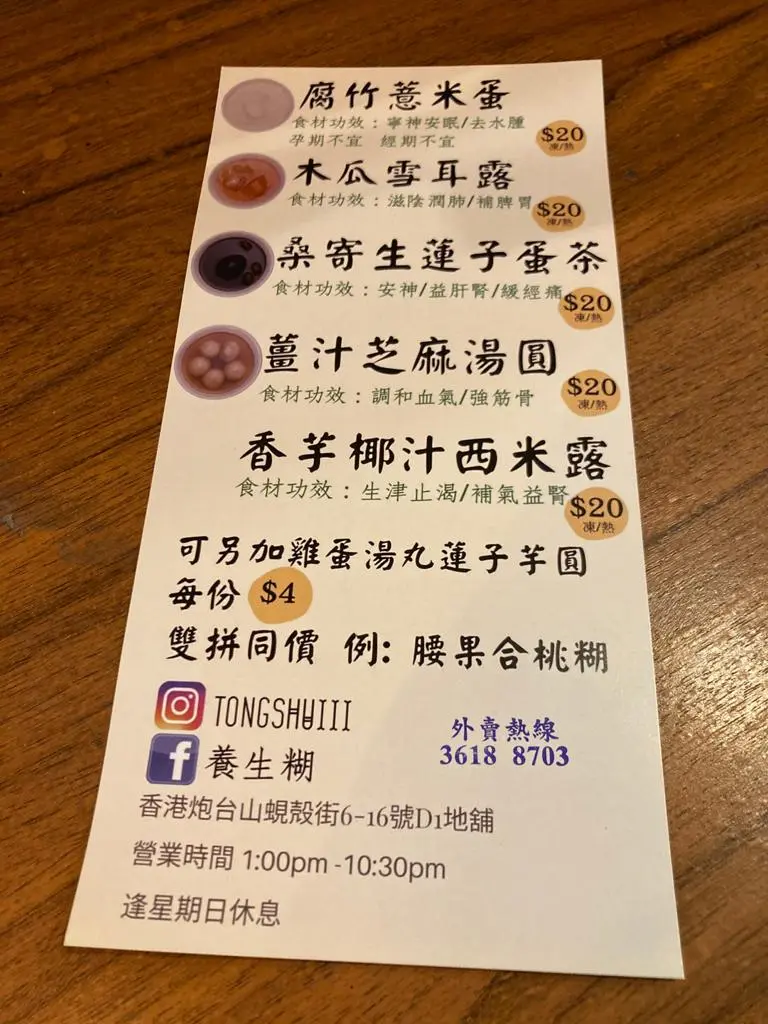 腐竹薏米蛋
食材功效：寧神安眠/去水腫
孕期不宜 經期不宜
$20
凍/熱
木瓜雪耳露
食材功效：滋陰潤肺/補脾胃
$20
凍/熱
桑寄生蓮子蛋茶
食材功效：安神/益肝腎/緩經痛
$20
凍/熱
薑汁芝麻湯圓
食材功效：調和血氣/強筋骨
$20
凍/熱
香芋椰汁西米露
食材功效：生津止渴/補氣益腎
$20
凍/熱
可另加雞蛋湯丸蓮子芋圓
每份 $4
雙拼同價 例: 腰果合桃糊
TONGSHUIII
養生糊
外賣熱線
3618 8703
香港炮台山蜆殼街6-16號D1地舖
營業時間 1:00pm -10:30pm
逢星期日休息